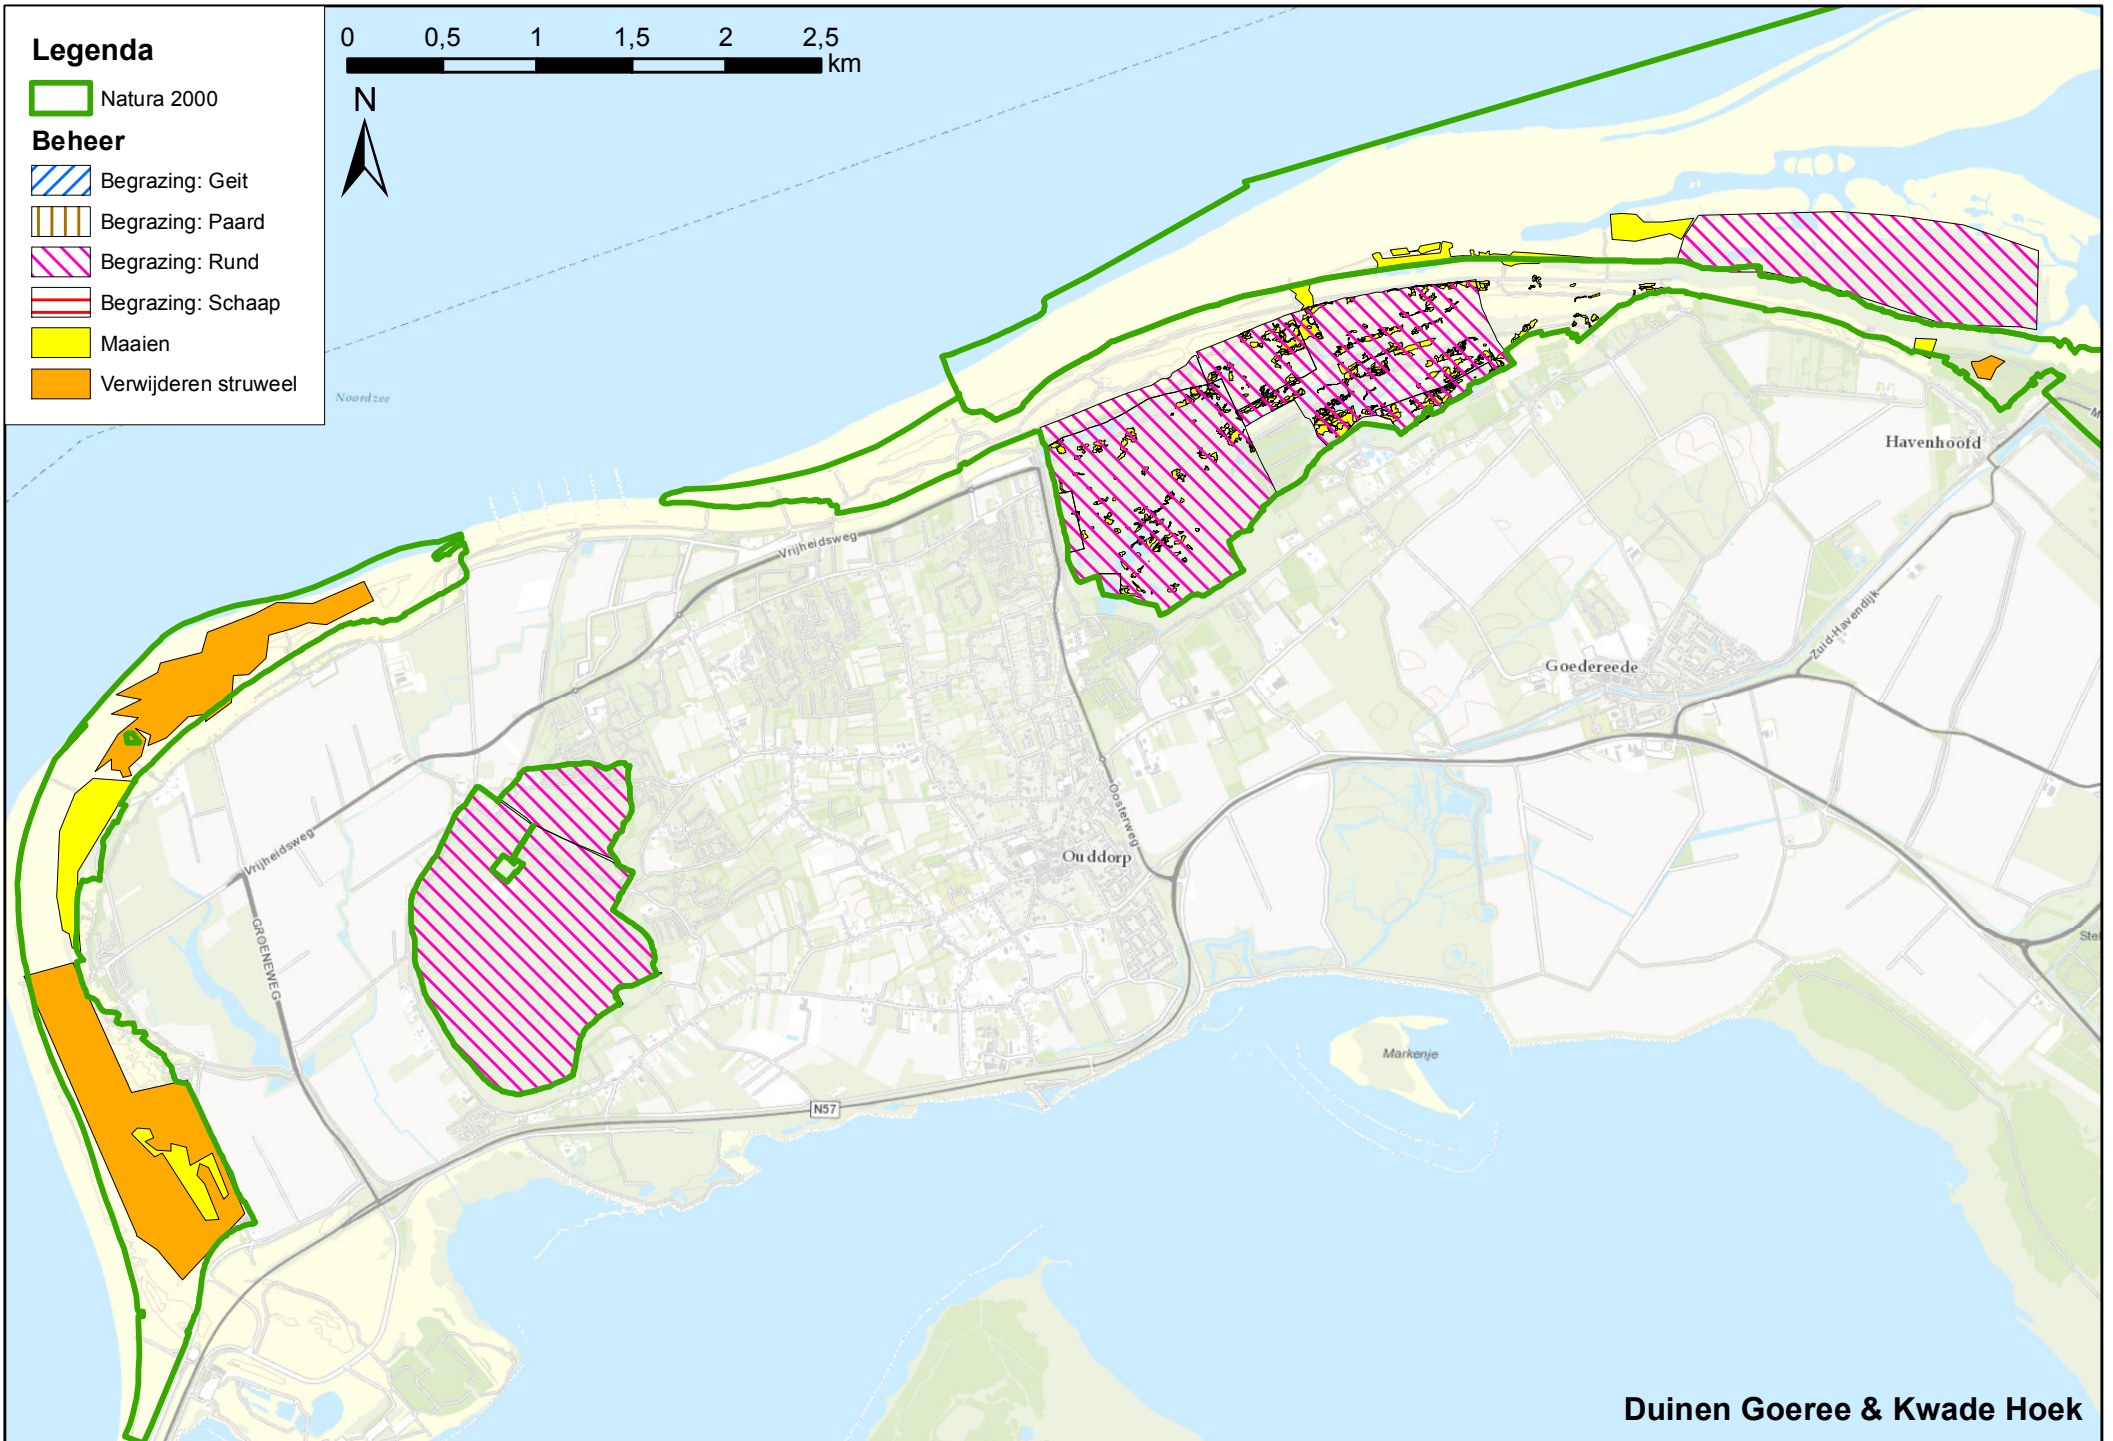 Legenda
Natura 2000
Beheer
Begrazing: Geit
Begrazing: Paard
Begrazing: Rund
Begrazing: Schaap
Maaien
Verwijderen struweel
0 0,5 1 1,5 2 2,5
km
N
Noordzee
Havenhoofd
Vrijheidsweg
Zuid-Havendijk
Goedereede
Oosterweg
Ouddorp
Vrijheidsweg
GROENEWEG
Markenje
N57
Duinen Goeree & Kwade Hoek